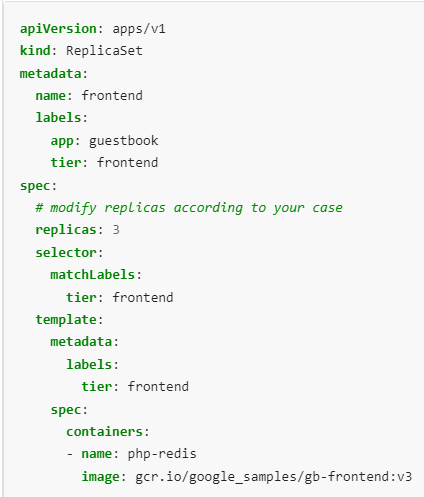 apiVersion: apps/v1
kind: ReplicaSet
metadata:
  name: frontend
  labels:
    app: guestbook
    tier: frontend
spec:
  # modify replicas according to your case
  replicas: 3
  selector:
    matchLabels:
      tier: frontend
  template:
    metadata:
      labels:
        tier: frontend
    spec:
      containers:
      - name: php-redis
        image: gcr.io/google_samples/gb-frontend:v3